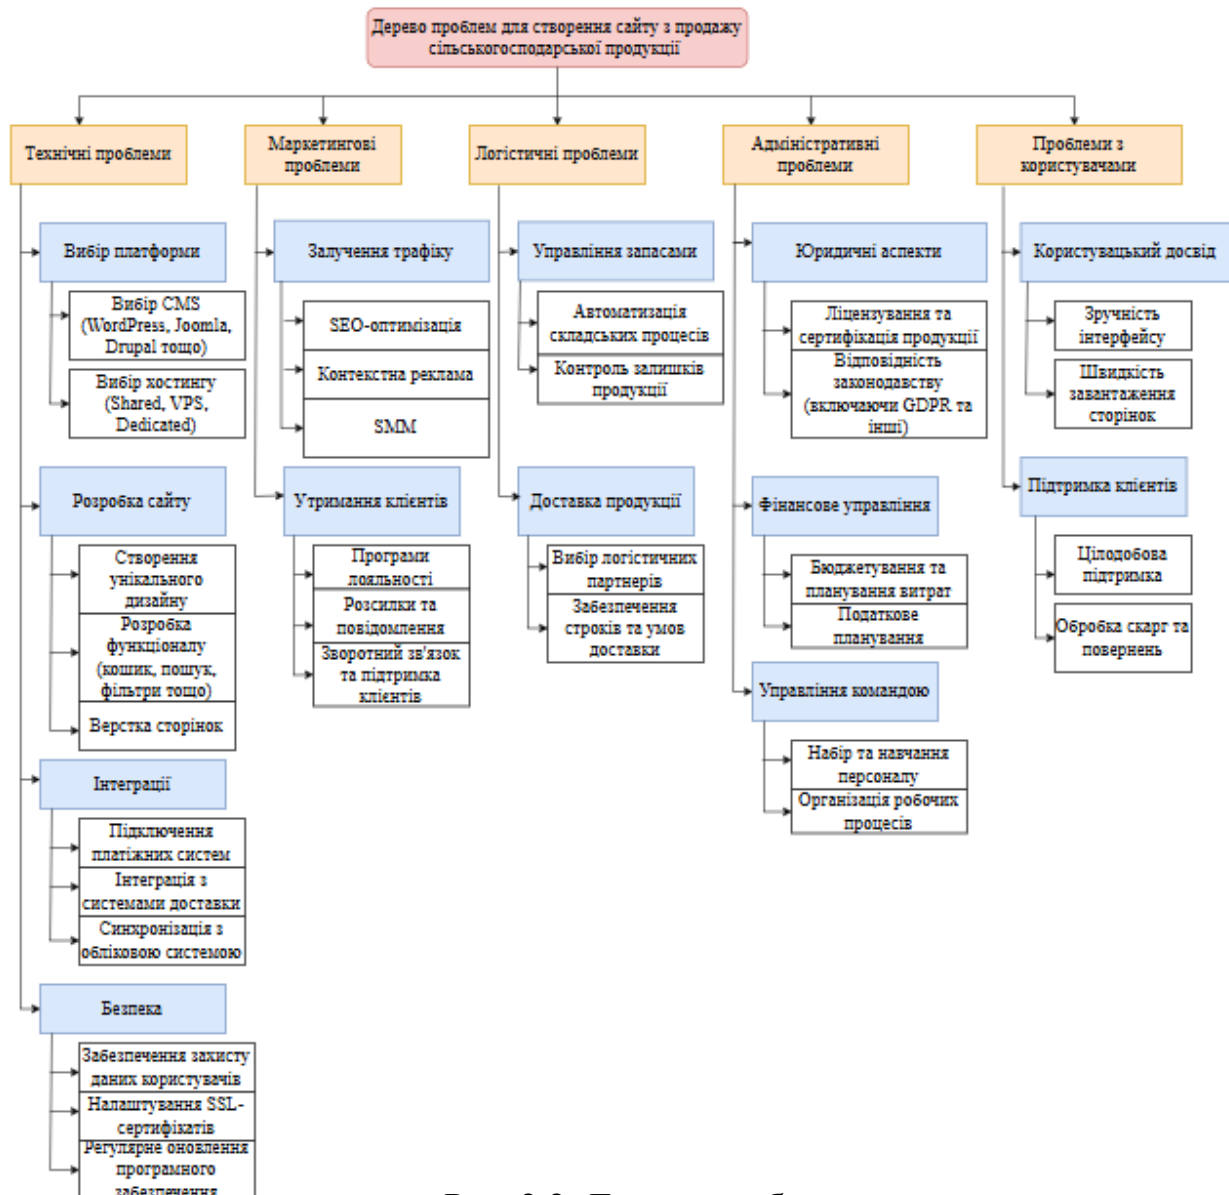 Дерево проблем для створення сайту з продажу
сільськогосподарської продукції
Технічні проблеми
Маркетингові
проблеми
Логістичні проблеми
Адміністративні
проблеми
Проблеми з
користувачами
Вибір платформи
Вибір CMS
(WordPress, Joomla,
Drupal тощо)
Вибір хостингу
(Shared, VPS,
Dedicated)
Розробка сайту
Створення
унікального
дизайну
Розробка
функціоналу
(кошик, пошук,
фільтри тощо)
Верстка сторінок
Інтеграції
Підключення
платіжних систем
Інтеграція з
системами доставки
Синхронізація з
обліковою системою
Безпека
Забезпечення захисту
даних користувачів
Налаштування SSL-
сертифікатів
Регулярне оновлення
програмного
забезпечення
Залучення трафіку
SEO-оптимізація
Контекстна реклама
SMM
Утримання клієнтів
Програми
лояльності
Розсилки та
повідомлення
Зворотний зв'язок
та підтримка
клієнтів
Управління запасами
Автоматизація
складських процесів
Контроль залишків
продукції
Доставка продукції
Вибір логістичних
партнерів
Забезпечення
строків та умов
доставки
Юридичні аспекти
Ліцензування та
сертифікація продукції
Відповідність
законодавству
(включаючи GDPR та
інші)
Фінансове управління
Бюджетування та
планування витрат
Податкове
планування
Управління командою
Набір та навчання
персоналу
Організація робочих
процесів
Користувацький досвід
Зручність
інтерфейсу
Швидкість
завантаження
сторінок
Підтримка клієнтів
Цілодобова
підтримка
Обробка скарг та
повернень